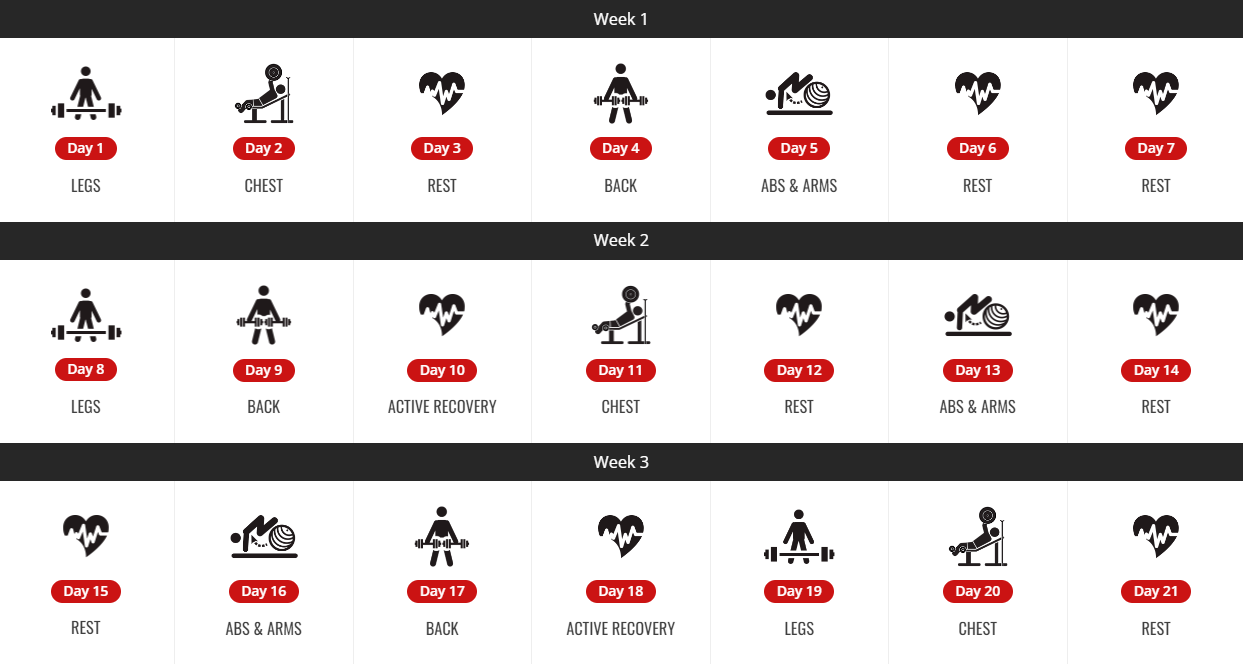 Week 1
Day 1 Day 2 Day 3 Day 4 Day 5 Day 6 Day 7
LEGS CHEST REST BACK ABS & ARMS REST REST
Week 2
Day 8 Day 9 Day 10 Day 11 Day 12 Day 13 Day 14
LEGS BACK ACTIVE RECOVERY CHEST REST ABS & ARMS REST
Week 3
Day 15 Day 16 Day 17 Day 18 Day 19 Day 20 Day 21
REST ABS & ARMS BACK ACTIVE RECOVERY LEGS CHEST REST